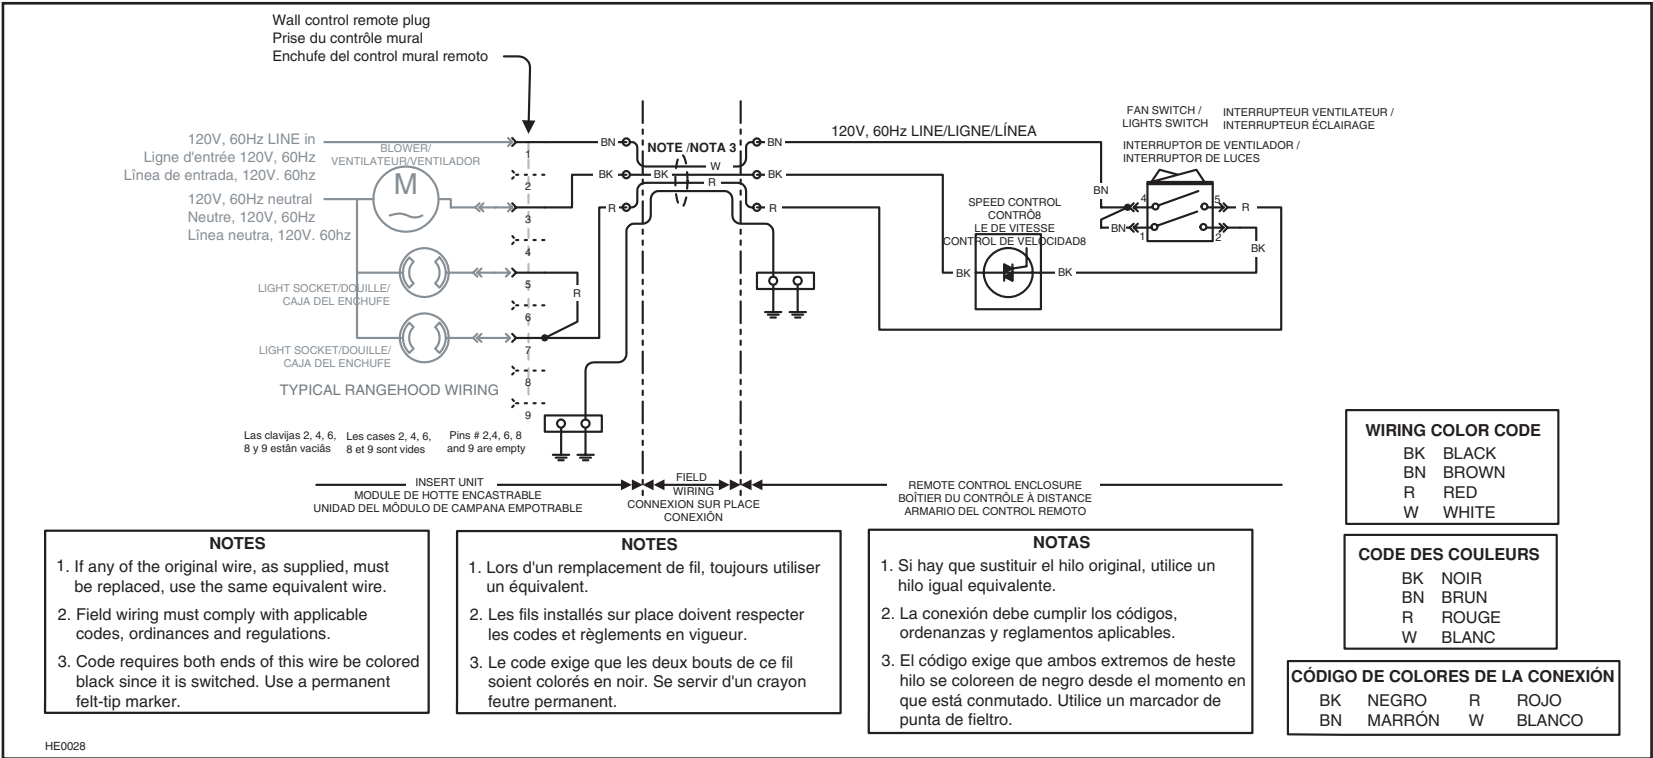 Wall control remote plug
Prise du contrôle mural
Enchufe del control mural remoto
120V, 60Hz LINE in
Ligne d'entrée 120V, 60Hz
Lînea de entrada, 120V. 60hz
BLOWER/
VENTILATEUR/VENTILADOR
M
120V, 60Hz neutral
Neutre, 120V, 60Hz
Lînea neutra, 120V. 60hz
LIGHT SOCKET/DOUILLE/
CAJA DEL ENCHUFE
LIGHT SOCKET/DOUILLE/
CAJA DEL ENCHUFE
TYPICAL RANGEHOOD WIRING
1
2
3
4
5
6
7
8
9
R
BN
BK
R
NOTE /NOTA 3
W
BK
R
BN
BK
R
120V, 60Hz LINE/LIGNE/LÍNEA
FAN SWITCH /
LIGHTS SWITCH
INTERRUPTEUR VENTILATEUR /
INTERRUPTEUR ÉCLAIRAGE
INTERRUPTOR DE VENTILADOR /
INTERRUPTOR DE LUCES
BN
4
5
R
BN
1
2
BK
SPEED CONTROL
CONTRÔ8
LE DE VITESSE
CONTROL DE VELOCIDAD8
BK
BK
Las clavijas 2, 4, 6,
8 y 9 estân vaciâs
Les cases 2, 4, 6,
8 et 9 sont vides
Pins # 2,4, 6, 8
and 9 are empty
INSERT UNIT
MODULE DE HOTTE ENCASTRABLE
UNIDAD DEL MÔDULO DE CAMPANA EMPOTRABLE
FIELD
WIRING
CONNEXION SUR PLACE
CONEXIÔN
REMOTE CONTROL ENCLOSURE
BOÎTIER DU CONTRÔLE À DISTANCE
ARMARIO DEL CONTROL REMOTO
NOTES
1. If any of the original wire, as supplied, must
be replaced, use the same equivalent wire.
2. Field wiring must comply with applicable
codes, ordinances and regulations.
3. Code requires both ends of this wire be colored
black since it is switched. Use a permanent
felt-tip marker.
NOTES
1. Lors d'un remplacement de fil, toujours utiliser
un équivalent.
2. Les fils installés sur place doivent respecter
les codes et règlements en vigueur.
3. Le code exige que les deux bouts de ce fil
soient colorés en noir. Se servir d'un crayon
feutre permanent.
NOTAS
1. Si hay que sustituir el hilo original, utilice un
hilo igual equivalente.
2. La conexión debe cumplir los códigos,
ordenanzas y reglamentos aplicables.
3. El código exige que ambos extremos de heste
hilo se coloreen de negro desde el momento en
que está conmutado. Utilice un marcador de
punta de fieltro.
WIRING COLOR CODE
BK BLACK
BN BROWN
R RED
W WHITE
CODE DES COULEURS
BK NOIR
BN BRUN
R ROUGE
W BLANC
CÓDIGO DE COLORES DE LA CONEXIÓN
BK NEGRO R ROJO
BN MARRÓN W BLANCO
HE0028